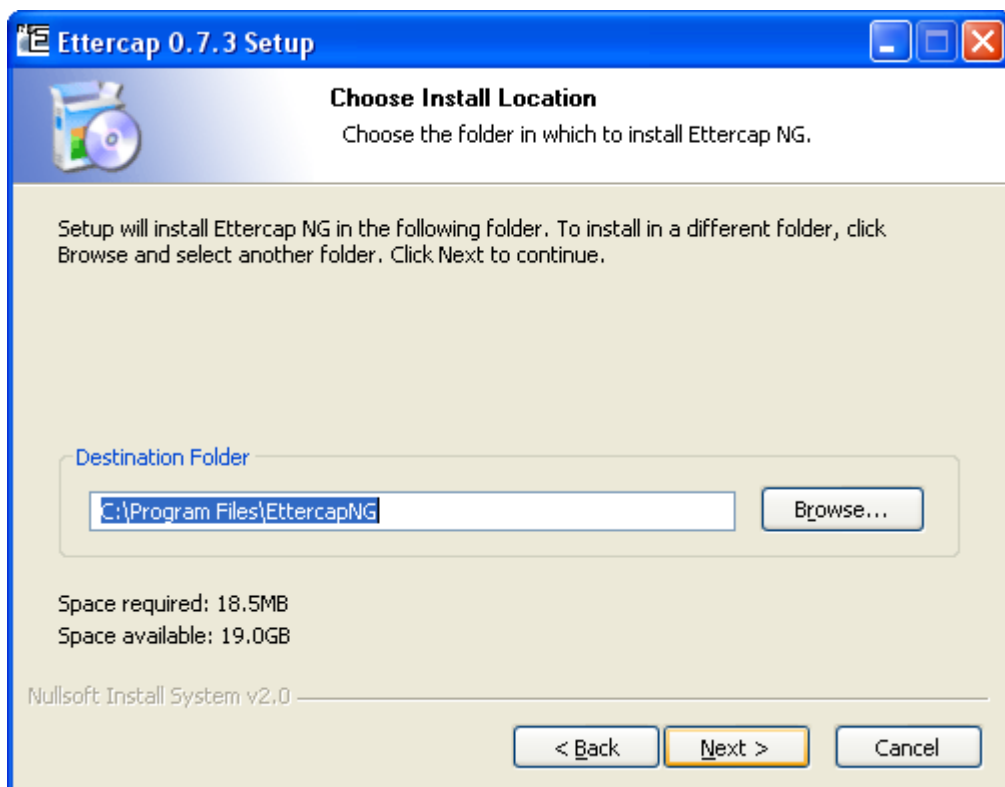 Ettercap 0.7.3 Setup
Choose Install Location
Choose the folder in which to install Ettercap NG.
Setup will install Ettercap NG in the following folder. To install in a different folder, click
Browse and select another folder. Click Next to continue.
Destination Folder
C:\Program Files\EttercapNG
Browse...
Space required: 18.5MB
Space available: 19.0GB
Nullsoft Install System v2.0
< Back
Next >
Cancel